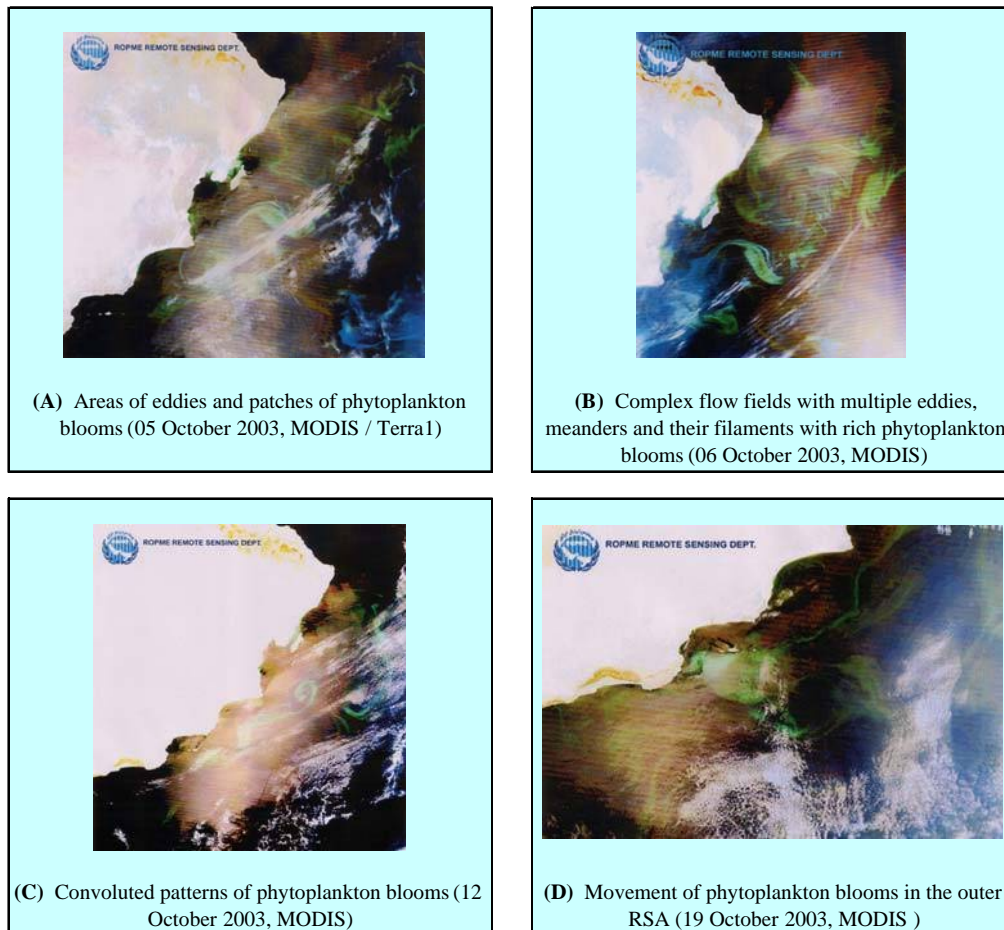 ROPME REMOTE SENSING DEPT.
(A) Areas of eddies and patches of phytoplankton
blooms (05 October 2003, MODIS / Terra1)
ROPME REMOTE SENSING DEPT.
(B) Complex flow fields with multiple eddies,
meanders and their filaments with rich phytoplankton
blooms (06 October 2003, MODIS)
ROPME REMOTE SENSING DEPT.
(C) Convoluted patterns of phytoplankton blooms (12
October 2003, MODIS)
ROPME REMOTE SENSING DEPT.
(D) Movement of phytoplankton blooms in the outer
RSA (19 October 2003, MODIS )